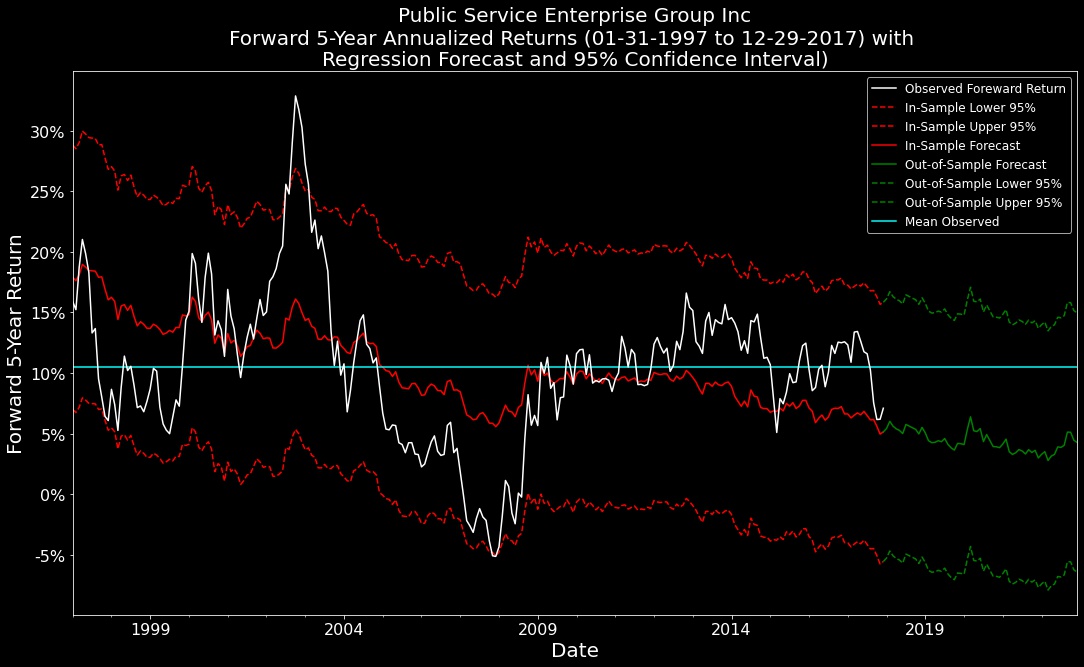 Public Service Enterprise Group Inc
Forward 5-Year Annualized Returns (01-31-1997 to 12-29-2017) with
Regression Forecast and 95% Confidence Interval)
Observed Foreward Return
In-Sample Lower 95%
In-Sample Upper 95%
In-Sample Forecast
Out-of-Sample Forecast
Out-of-Sample Lower 95%
Out-of-Sample Upper 95%
Mean Observed
Forward 5-Year Return
30%
25%
20%
15%
10%
5%
0%
-5%
1999
2004
2009
2014
2019
Date